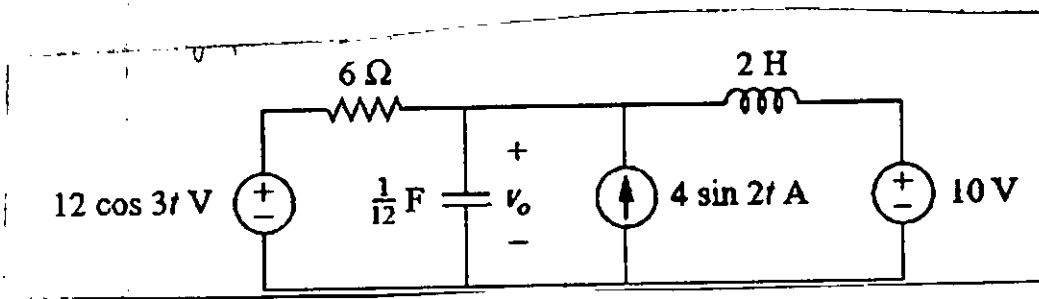 6 Ω
2 H
+
12 cos 3t V
+
−
1/12 F
v_o
4 sin 2t A
+
−
10 V
−